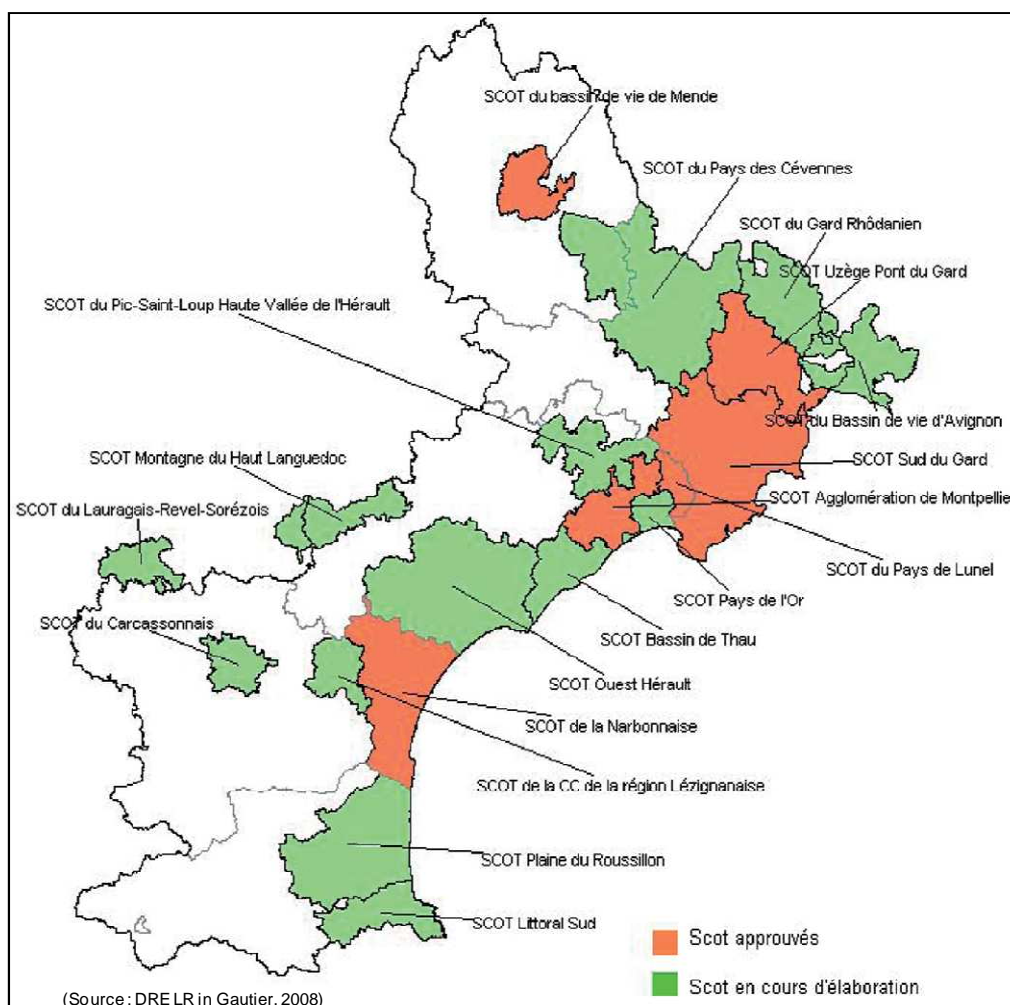 SCOT du bassin de vie de Mende
SCOT du Pays des Cévennes
SCOT du Gard Rhôdanien
SCOT Uzège Pont du Gard
SCOT du Pic-Saint-Loup Haute Vallée de l'Hérault
SCOT du Bassin de vie d'Avignon
SCOT Montagne du Haut Languedoc
SCOT Sud du Gard
SCOT Agglomération de Montpellie
SCOT du Lauragais-Revel-Sorézois
SCOT du Pays de Lunel
SCOT Pays de l'Or
SCOT du Carcassonnais
SCOT Bassin de Thau
SCOT Ouest Hérault
SCOT de la Narbonnaise
SCOT de la CC de la région Lézignanaise
SCOT Plaine du Roussillon
SCOT Littoral Sud
Scot approuvés
Scot en cours d'élaboration
(Source : DRE LR in Gautier, 2008)